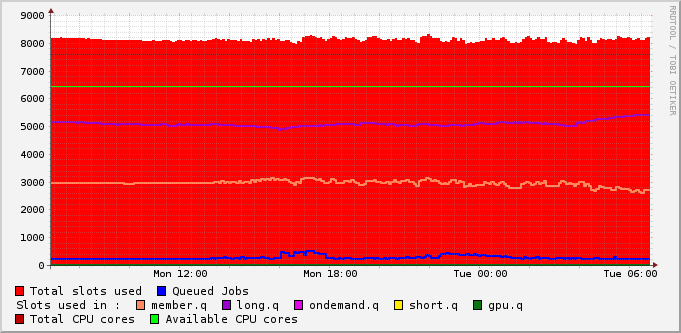 9000
8000
7000
6000
5000
4000
3000
2000
1000
0
Mon 12:00 Mon 18:00 Tue 00:00 Tue 06:00
RRDTOOL / TOBI OETIKER
Total slots used Queued Jobs
Slots used in : member.q long.q ondemand.q short.q gpu.q
Total CPU cores Available CPU cores